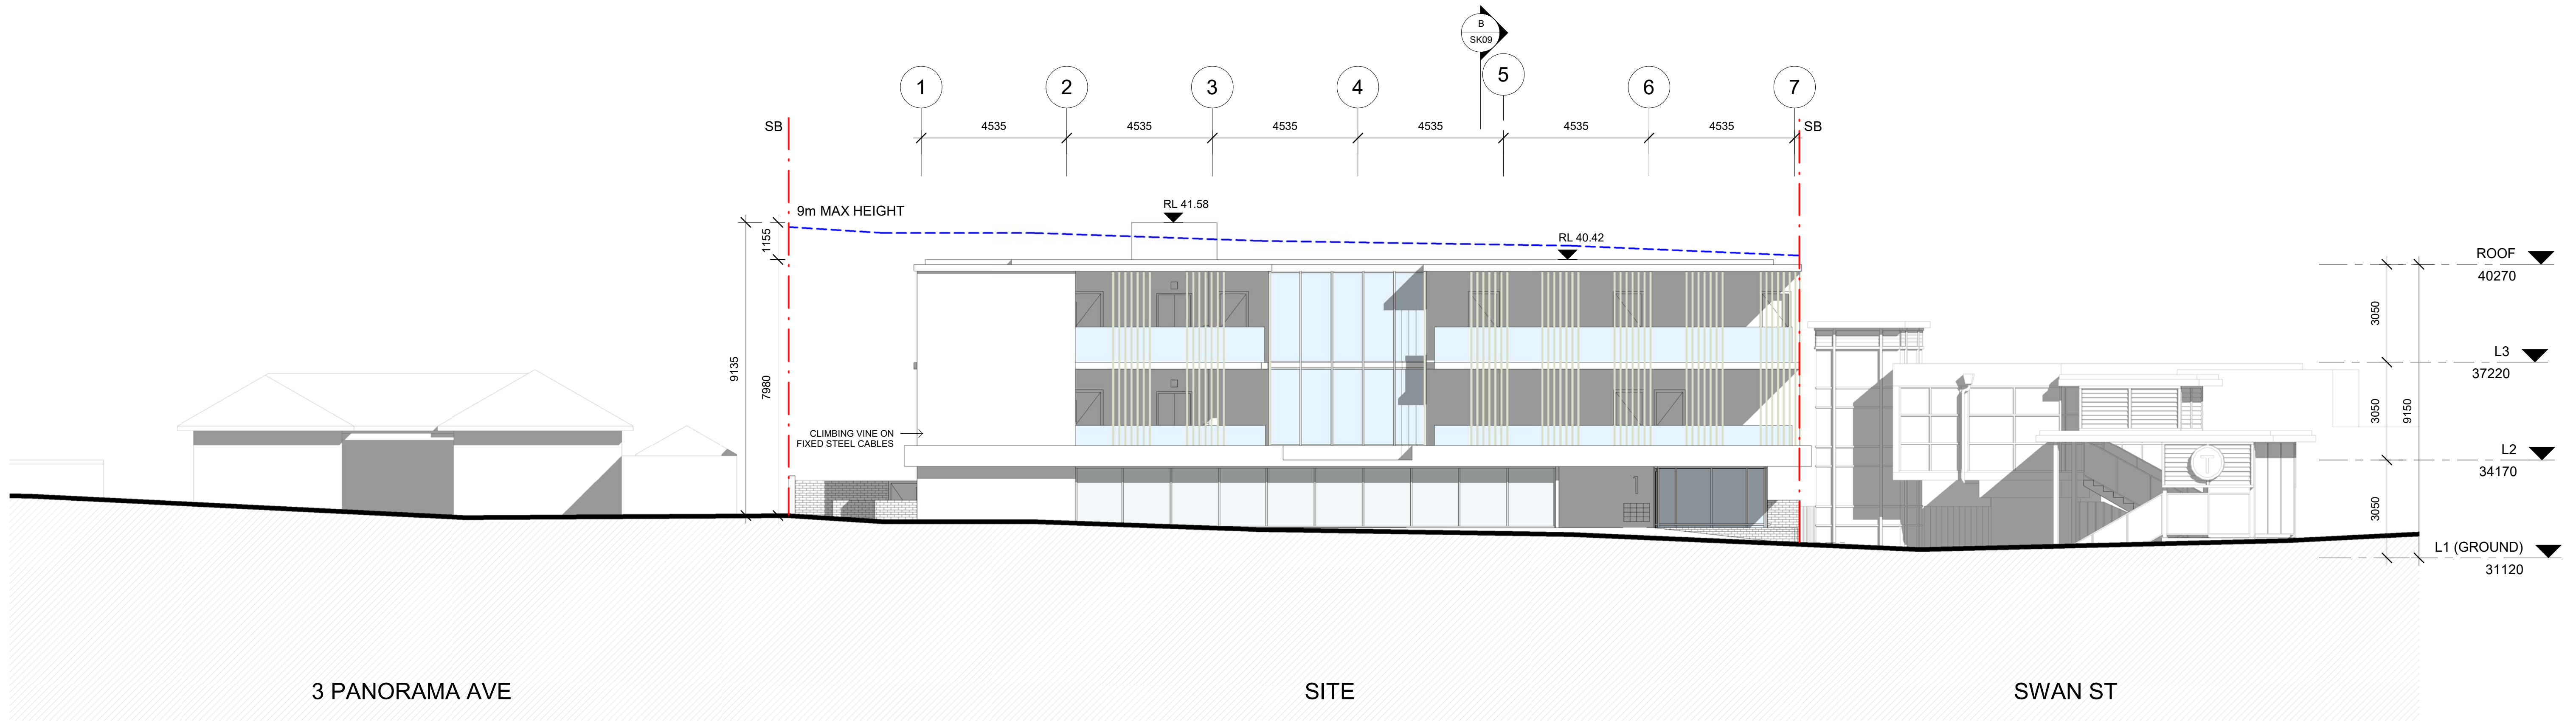 B
SK09
1
2
3
4
5
6
7
SB
4535
4535
4535
4535
4535
4535
SB
9m MAX HEIGHT
RL 41.58
RL 40.42
1155
9135
7980
CLIMBING VINE ON
FIXED STEEL CABLES
T
ROOF
40270
3050
L3
37220
3050
9150
L2
34170
3050
L1 (GROUND)
31120
3 PANORAMA AVE
SITE
SWAN ST